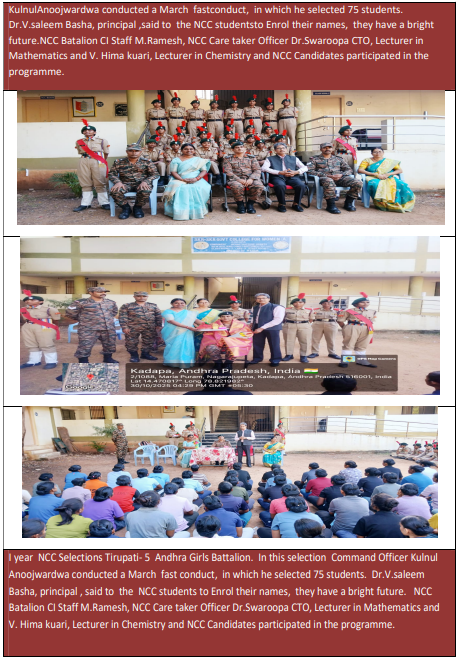 KulnulAnoojwardwa conducted a March fastconduct, in which he selected 75 students.
Dr.V.saleem Basha, principal ,said to the NCC studentsto Enrol their names, they have a bright
future.NCC Batalion CI Staff M.Ramesh, NCC Care taker Officer Dr.Swaroopa CTO, Lecturer in
Mathematics and V. Hima kuari, Lecturer in Chemistry and NCC Candidates participated in the
programme.
GPS Map Camera
Kadapa, Andhra Pradesh, India
2/1088, Maria Puram, Nagarajupeta, Kadapa, Andhra Pradesh 516001, India
Lat 14.470817° Long 78.821962°
30/10/2025 04:29 PM GMT +05:30
Google
I year NCC Selections Tirupati- 5 Andhra Girls Battalion. In this selection Command Officer Kulnul
Anoojwardwa conducted a March fast conduct, in which he selected 75 students. Dr.V.saleem
Basha, principal , said to the NCC students to Enrol their names, they have a bright future. NCC
Batalion CI Staff M.Ramesh, NCC Care taker Officer Dr.Swaroopa CTO, Lecturer in Mathematics and
V. Hima kuari, Lecturer in Chemistry and NCC Candidates participated in the programme.